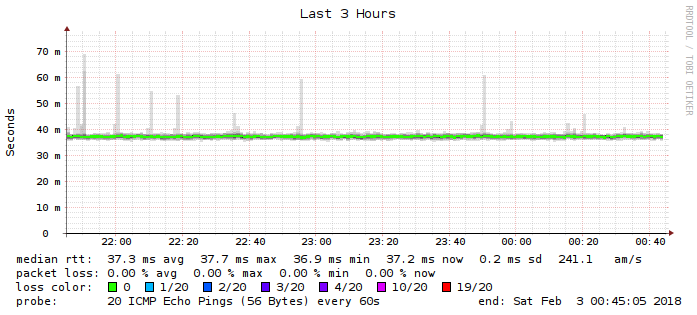 Last 3 Hours
RRDTOOL / TOBI OETIKER
Seconds
70 m
60 m
50 m
40 m
30 m
20 m
10 m
0
22:00 22:20 22:40 23:00 23:20 23:40 00:00 00:20 00:40
median rtt: 37.3 ms avg 37.7 ms max 36.9 ms min 37.2 ms now 0.2 ms sd 241.1 am/s
packet loss: 0.00 % avg 0.00 % max 0.00 % min 0.00 % now
loss color: 0 1/20 2/20 3/20 4/20 10/20 19/20
probe: 20 ICMP Echo Pings (56 Bytes) every 60s end: Sat Feb 3 00:45:05 2018